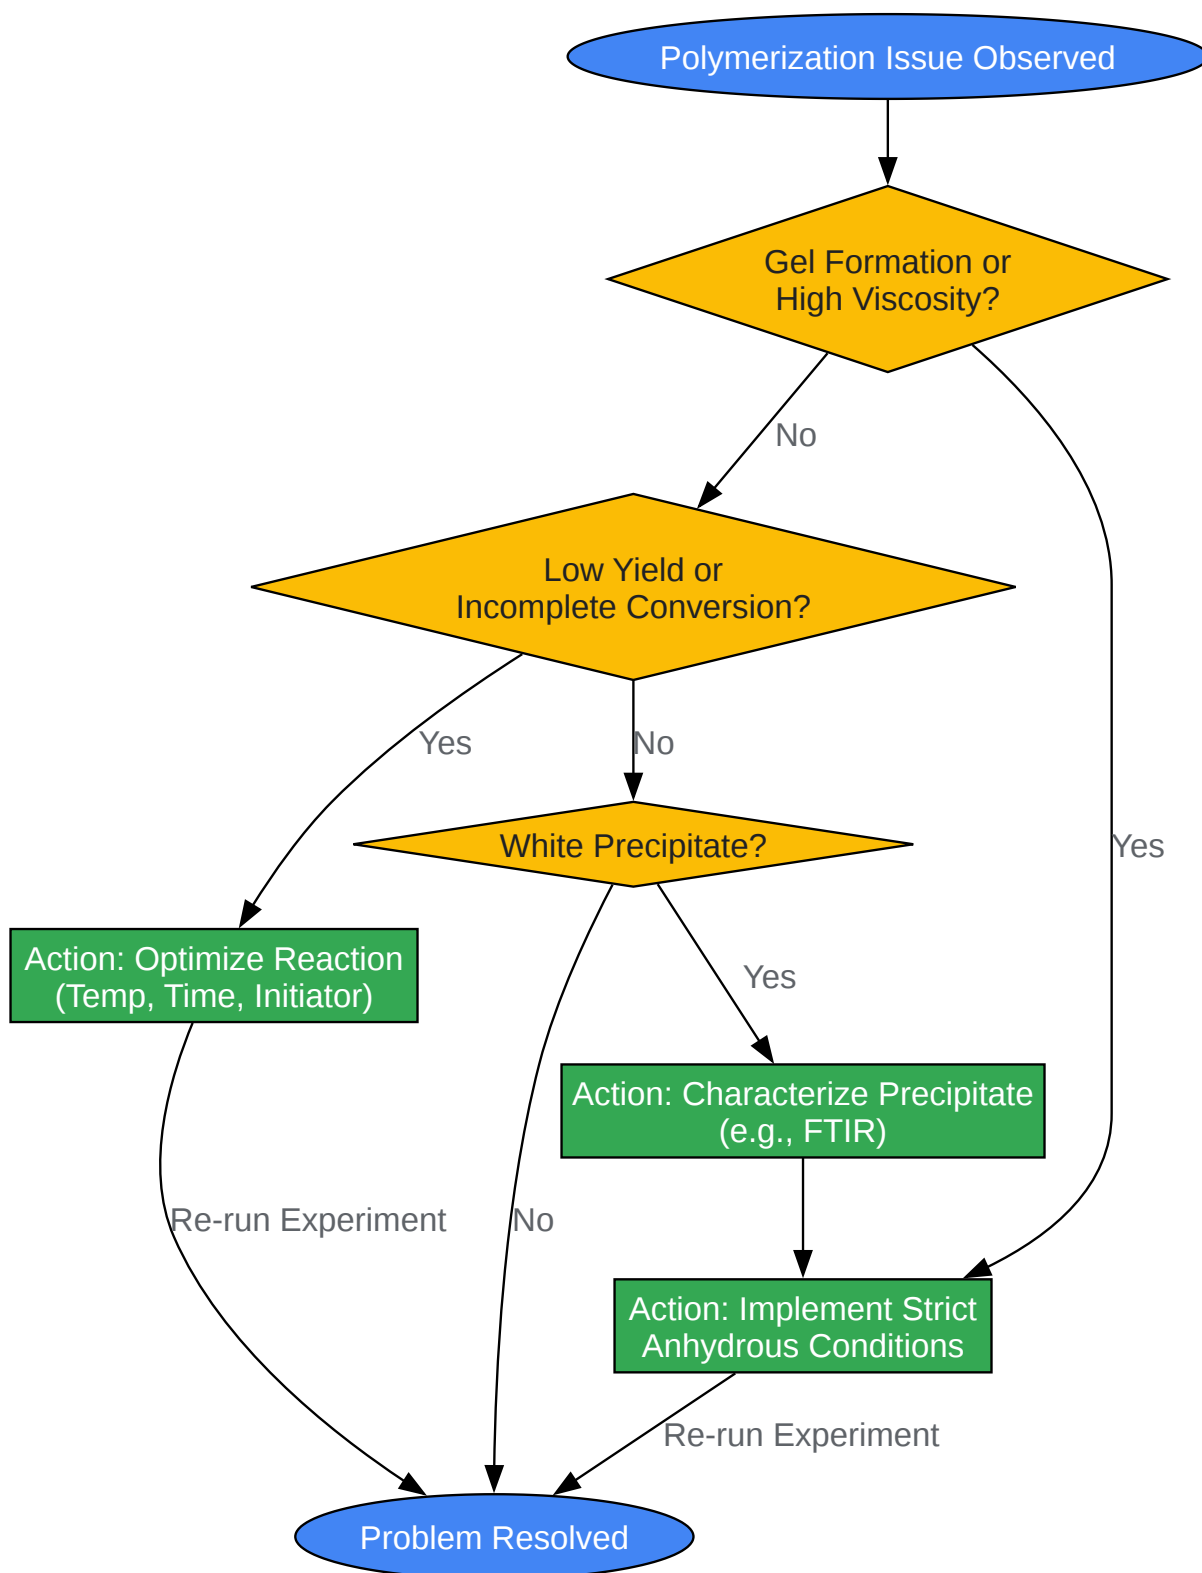 Polymerization Issue Observed
Gel Formation or
High Viscosity?
No
Low Yield or
Incomplete Conversion?
Yes
No
White Precipitate?
Yes
Action: Optimize Reaction
(Temp, Time, Initiator)
Yes
Action: Characterize Precipitate
(e.g., FTIR)
Re-run Experiment
No
Action: Implement Strict
Anhydrous Conditions
Re-run Experiment
Problem Resolved